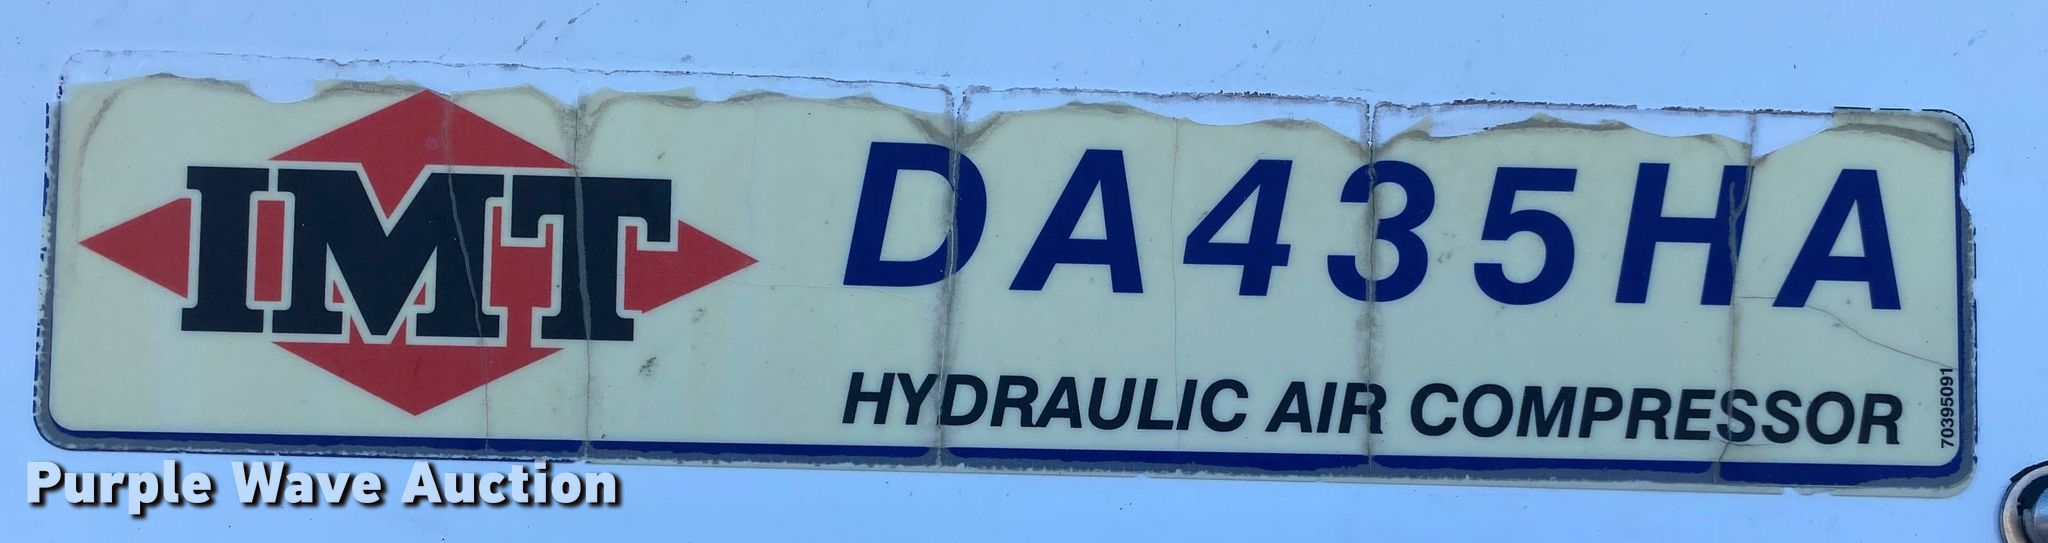 IMT
DA435HA
HYDRAULIC AIR COMPRESSOR
70395091
Purple Wave Auction